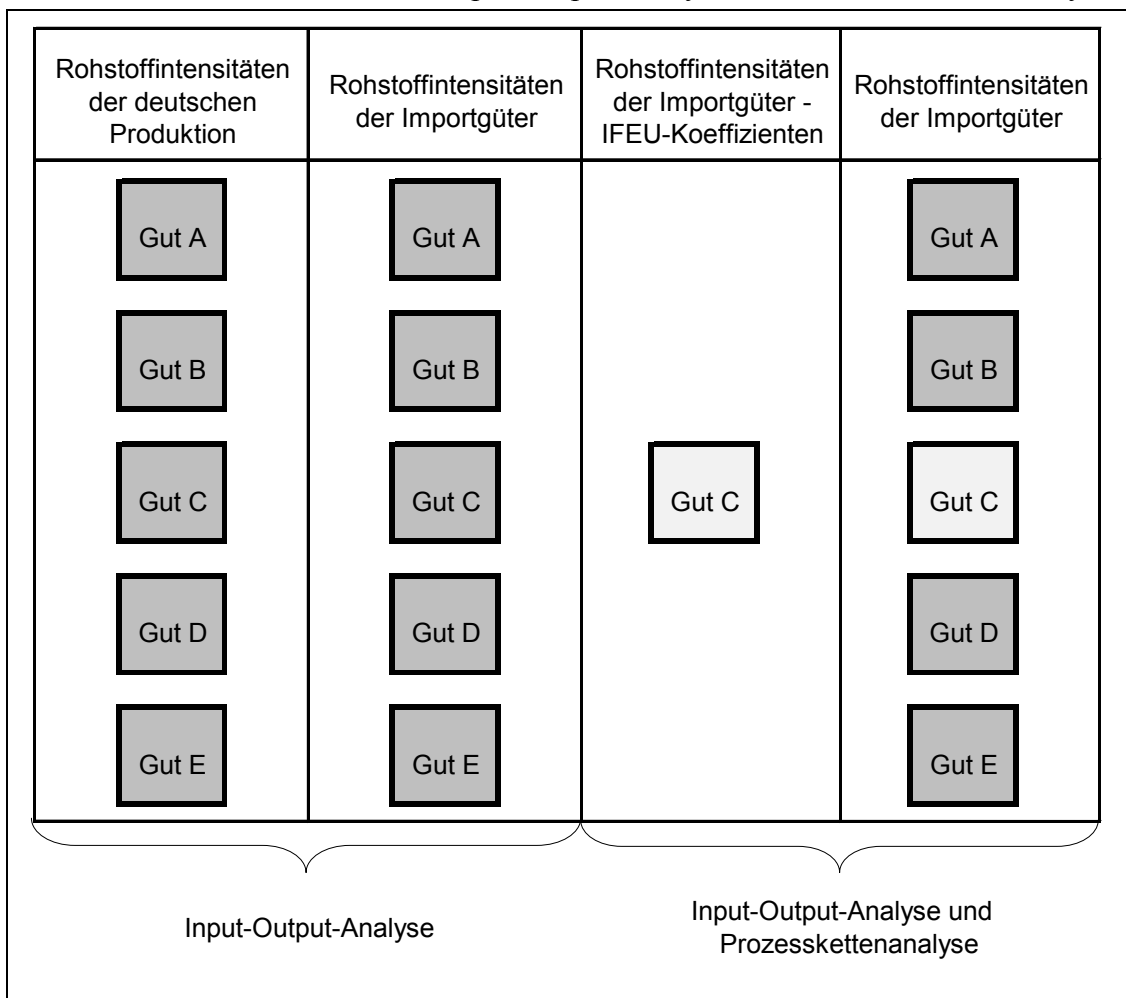 Rohstoffintensitäten
der deutschen
Produktion
Rohstoffintensitäten
der Importgüter
Rohstoffintensitäten
der Importgüter -
IFEU-Koeffizienten
Rohstoffintensitäten
der Importgüter
Gut A
Gut A
Gut A
Gut B
Gut B
Gut B
Gut C
Gut C
Gut C
Gut C
Gut D
Gut D
Gut D
Gut E
Gut E
Gut E
Input-Output-Analyse
Input-Output-Analyse und
Prozesskettenanalyse